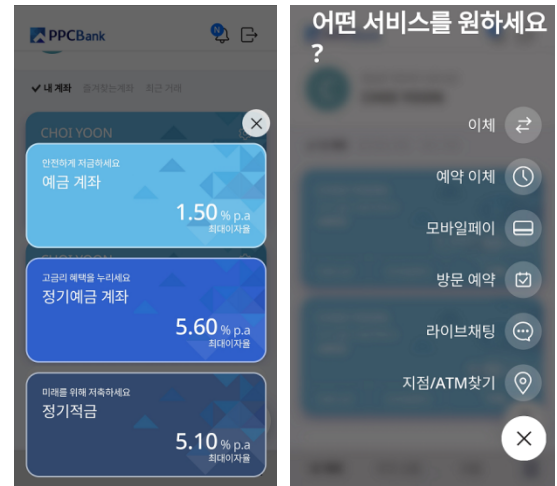 PPCBank
N
내 계좌 즐겨찾는계좌 최근 거래
CHOI YOON
안전하게 저금하세요
예금 계좌
1.50 % p.a
최대이자율
CHOI YOON
고금리 혜택을 누리세요
정기예금 계좌
5.60 % p.a
최대이자율
미래를 위해 저축하세요
정기적금
5.10 % p.a
최대이자율
어떤 서비스를 원하세요
?
이체
예약 이체
모바일페이
방문 예약
라이브채팅
지점/ATM찾기